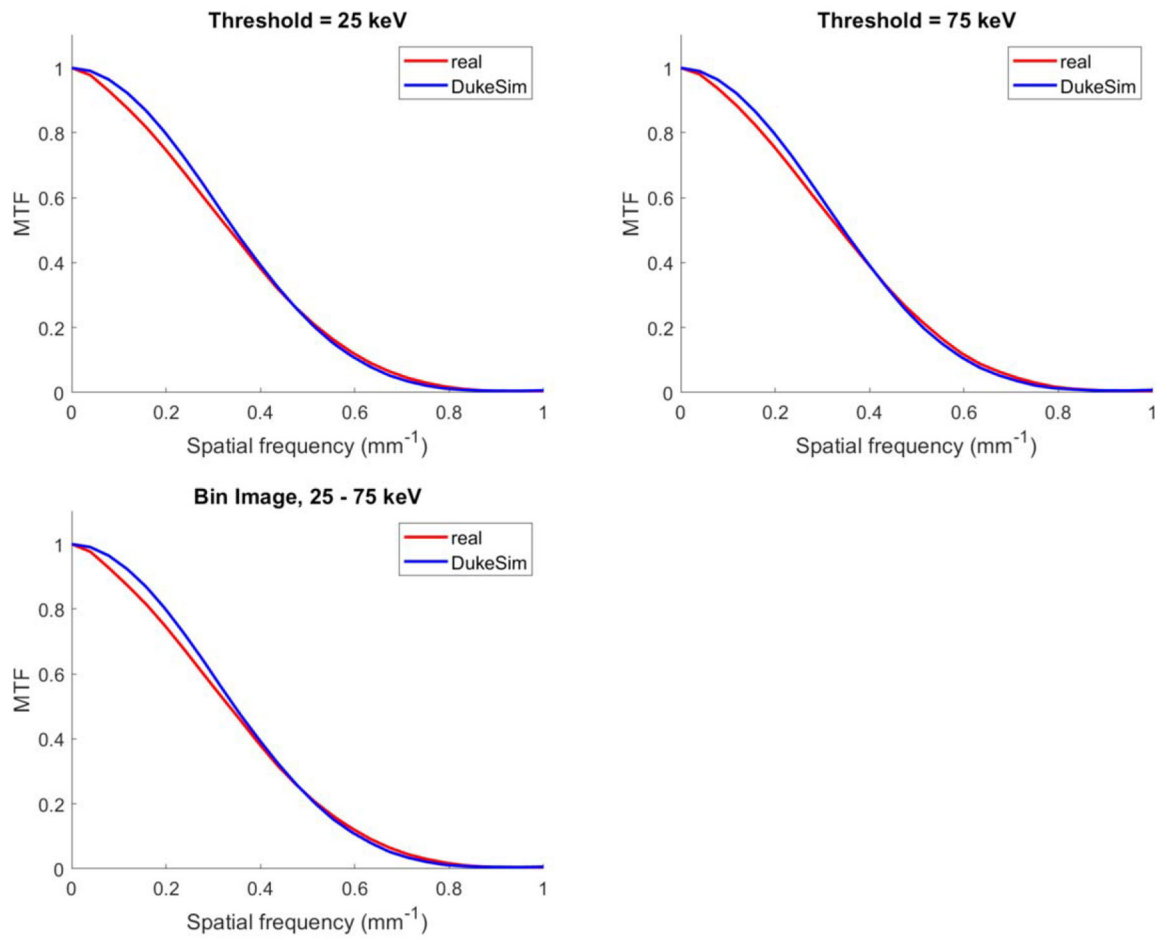 Threshold = 25 keV
real
DukeSim
1
0.8
0.6
0.4
0.2
0
MTF
0 0.2 0.4 0.6 0.8 1
Spatial frequency (mm⁻¹)
Threshold = 75 keV
real
DukeSim
1
0.8
0.6
0.4
0.2
0
MTF
0 0.2 0.4 0.6 0.8 1
Spatial frequency (mm⁻¹)
Bin Image, 25 - 75 keV
real
DukeSim
1
0.8
0.6
0.4
0.2
0
MTF
0 0.2 0.4 0.6 0.8 1
Spatial frequency (mm⁻¹)